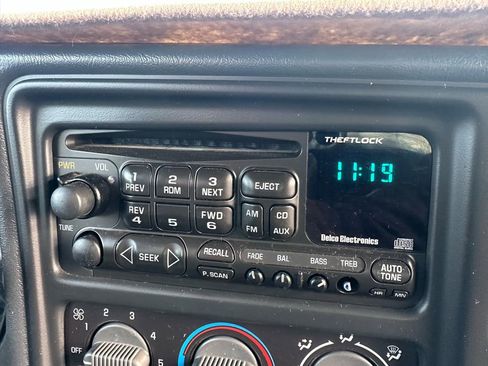 THEFTLOCK
PWR VOL
1 PREV
2 RDM
3 NEXT
EJECT
11:19
REV 4
5
FWD 6
AM FM
CD AUX
Delco Electronics
TUNE
SEEK
RECALL
P.SCAN
FADE BAL BASS TREB
AUTO TONE
HR MN
OFF 1 2 3 4 5